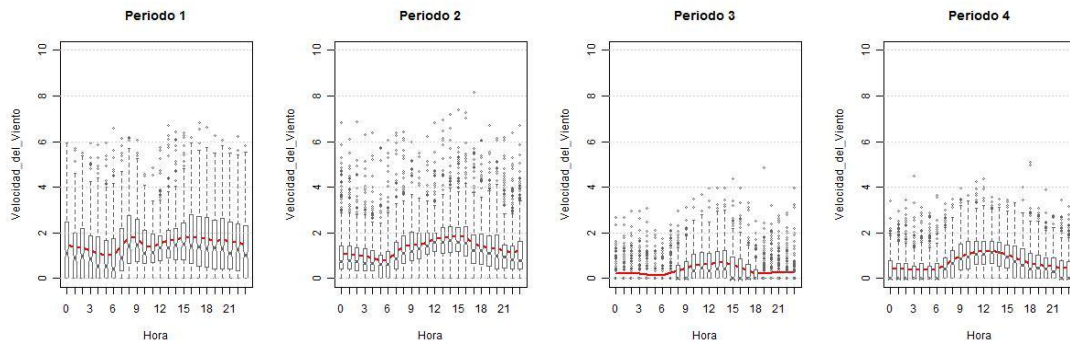 Periodo 1
Periodo 2
Periodo 3
Periodo 4
Velocidad_del_Viento
10
8
6
4
2
0
0 3 6 9 12 15 18 21
Hora
Velocidad_del_Viento
10
8
6
4
2
0
0 3 6 9 12 15 18 21
Hora
Velocidad_del_Viento
10
8
6
4
2
0
0 3 6 9 12 15 18 21
Hora
Velocidad_del_Viento
10
8
6
4
2
0
0 3 6 9 12 15 18 21
Hora